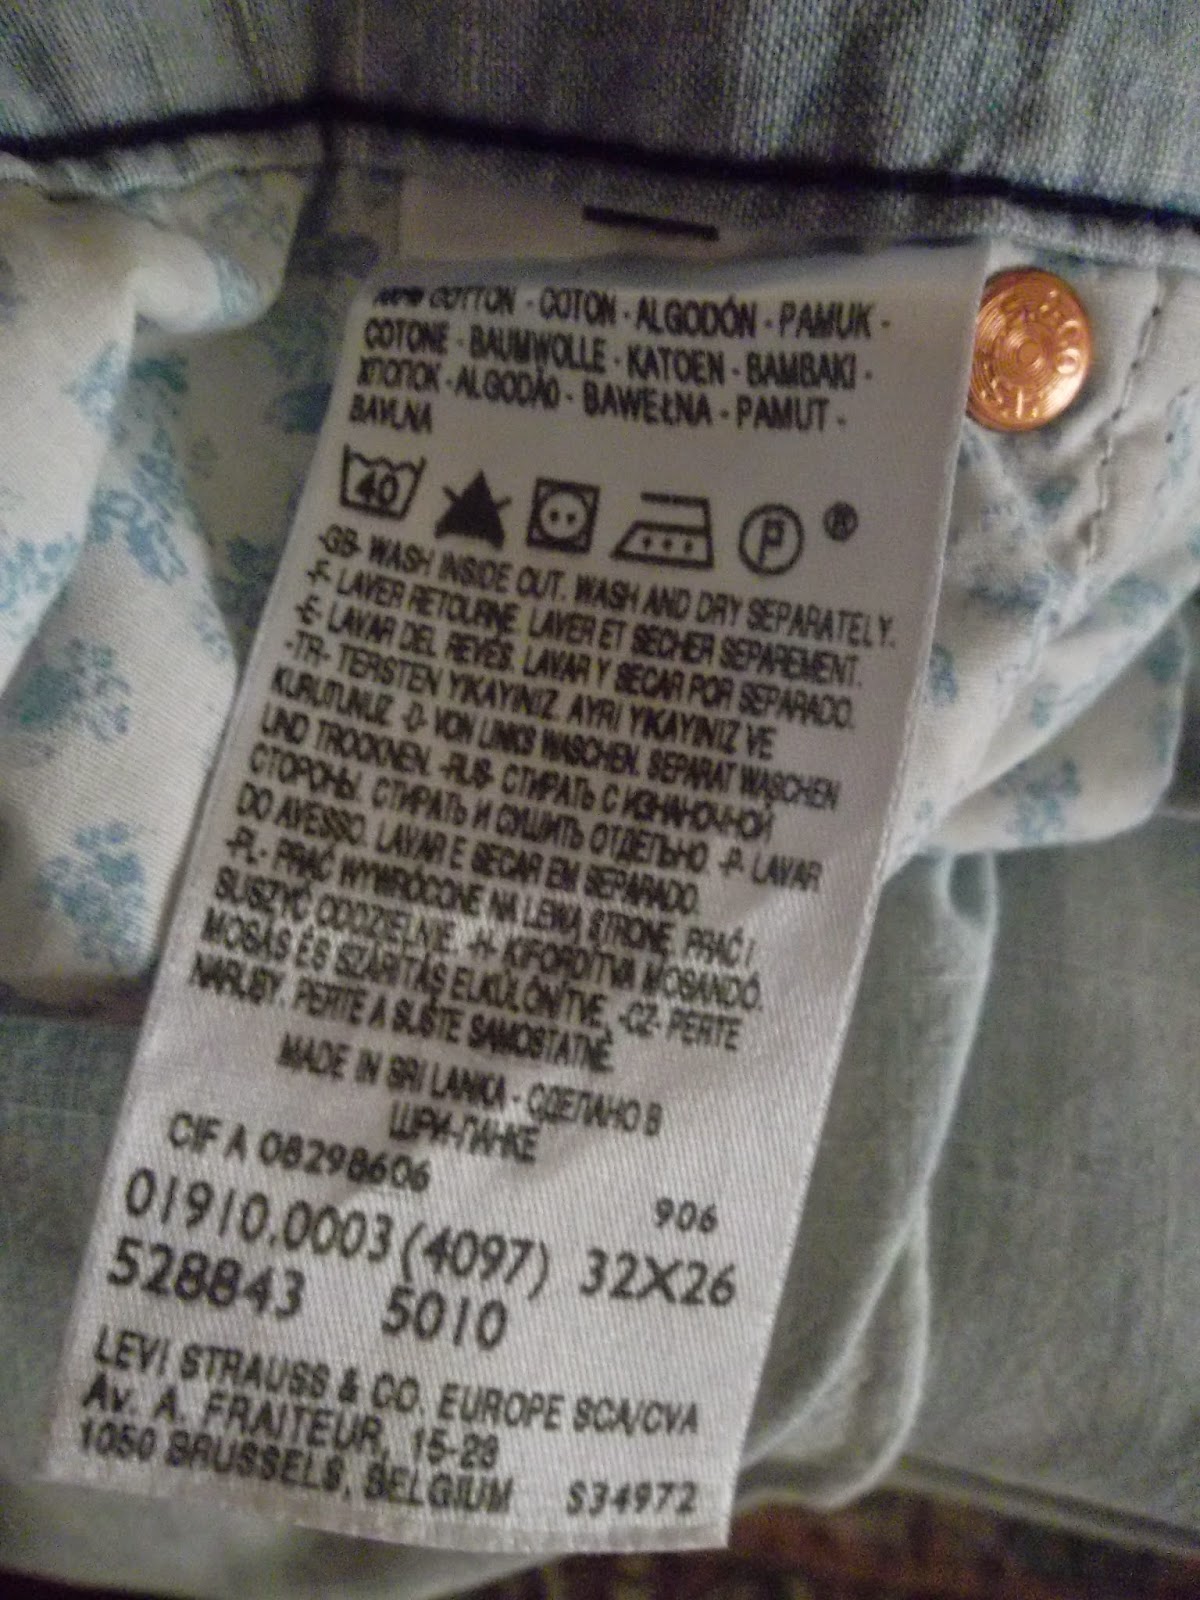 100% COTTON - COTON - ALGODÓN - PAMUK -
COTONE - BAUMWOLLE - KATOEN - BAMBAKI -
ХЛОПОК - ALGODÃO - BAWEŁNA - PAMUT -
BAVLNA
40 P ®
-GB- WASH INSIDE OUT. WASH AND DRY SEPARATELY.
-F- LAVER RETOURNE. LAVER ET SECHER SEPAREMENT.
-E- LAVAR DEL REVÉS. LAVAR Y SECAR POR SEPARADO.
-TR- TERSTEN YIKAYINIZ. AYRI YIKAYINIZ VE
KURUTUNUZ -D- VON LINKS WASCHEN. SEPARAT WASCHEN
UND TROCKNEN. -RUS- СТИРАТЬ С ИЗНАНОЧНОЙ
СТОРОНЫ. СТИРАТЬ И СУШИТЬ ОТДЕЛЬНО -P- LAVAR
DO AVESSO. LAVAR E SECAR EM SEPARADO.
-PL- PRAĆ WYWRÓCONE NA LEWĄ STRONĘ. PRAĆ I
SUSZYĆ ODDZIELNIE. -H- KIFORDÍTVA MOSANDÓ.
MOSÁS ÉS SZÁRITÁS ELKÜLÖNÍTVE. -CZ- PERTE
NARUBY. PERTE A SUŠTE SAMOSTATNĚ.
MADE IN SRI LANKA - СДЕЛАНО В
ШРИ-ЛАНКЕ
CIF A 08298606
906
01910.0003 (4097) 32X26
528843 5010
LEVI STRAUSS & CO. EUROPE SCA/CVA
AV. A. FRAITEUR, 15-23
1050 BRUSSELS, BELGIUM S34972